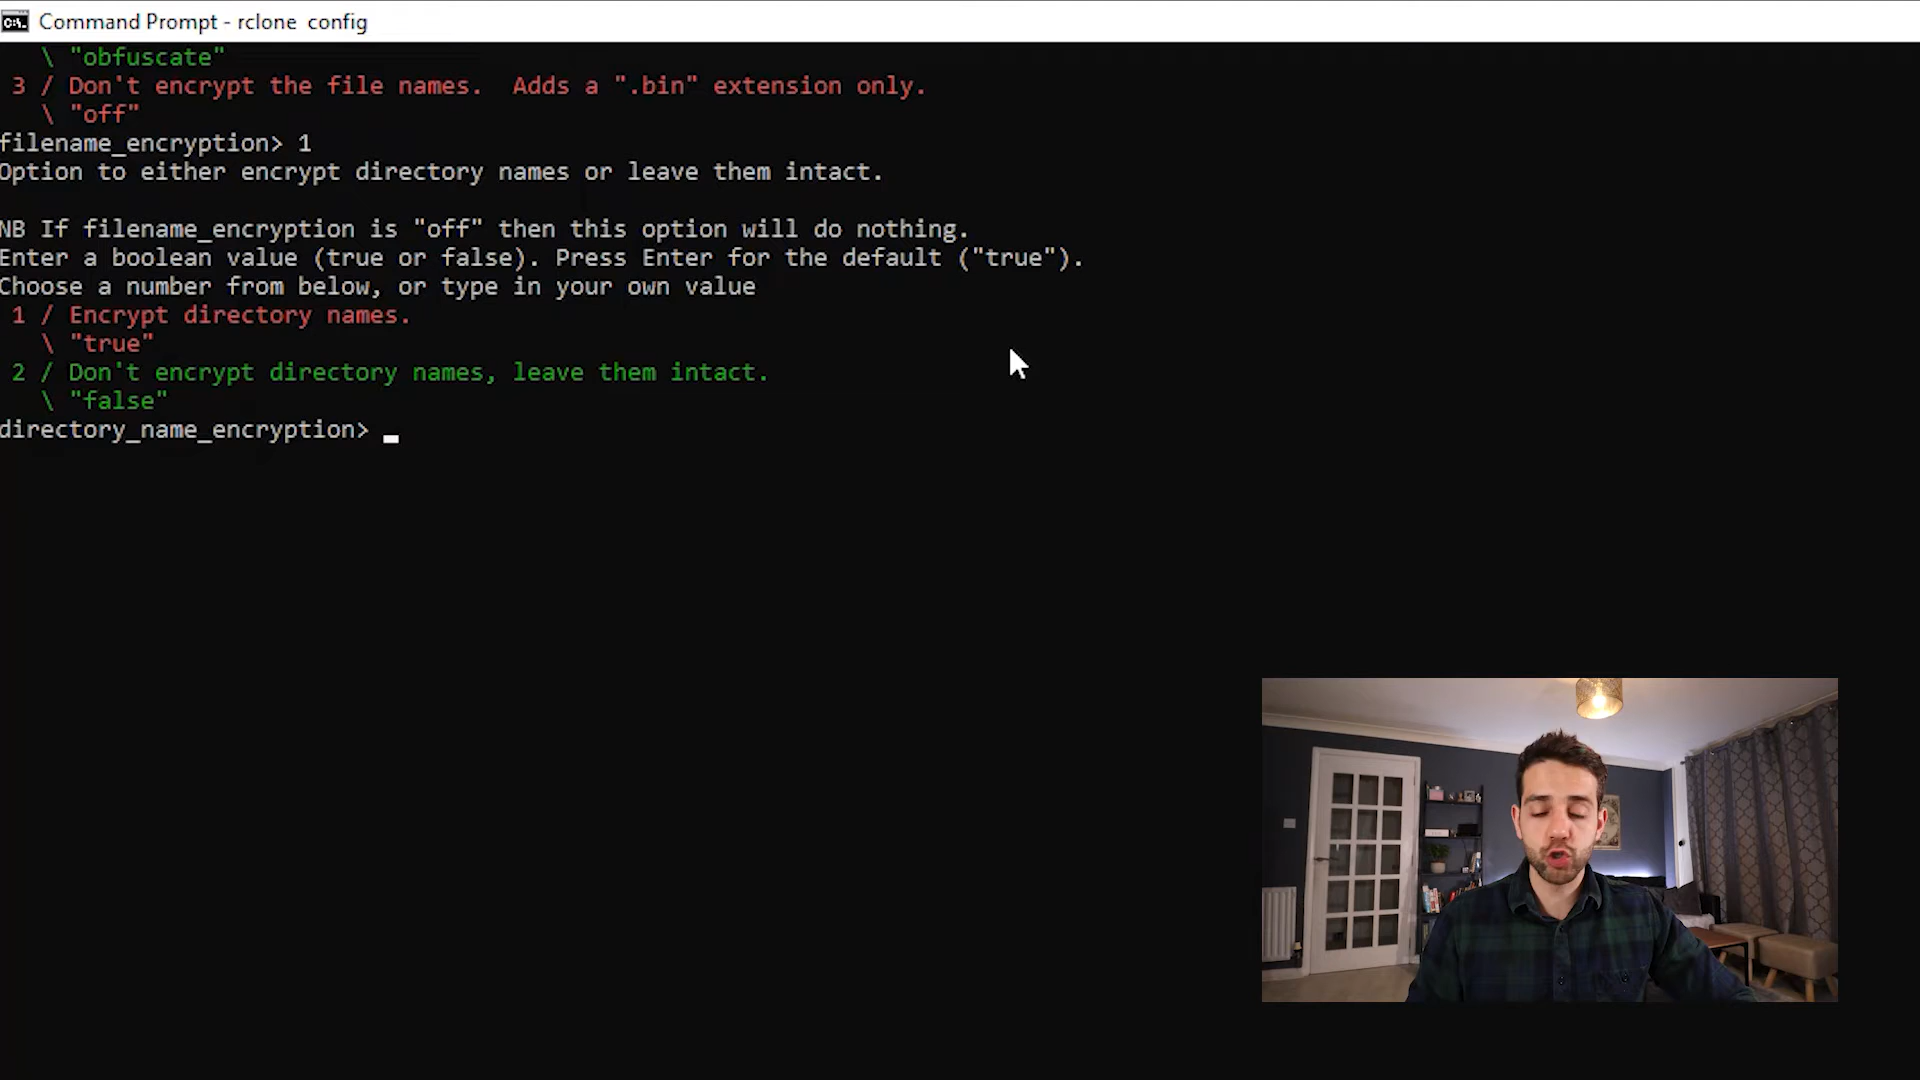 Command Prompt - rclone  config
\ "obfuscate"
3 / Don't encrypt the file names.  Adds a ".bin" extension only.
\ "off"
filename_encryption> 1
Option to either encrypt directory names or leave them intact.
NB If filename_encryption is "off" then this option will do nothing.
Enter a boolean value (true or false). Press Enter for the default ("true").
Choose a number from below, or type in your own value
1 / Encrypt directory names.
\ "true"
2 / Don't encrypt directory names, leave them intact.
\ "false"
directory_name_encryption>